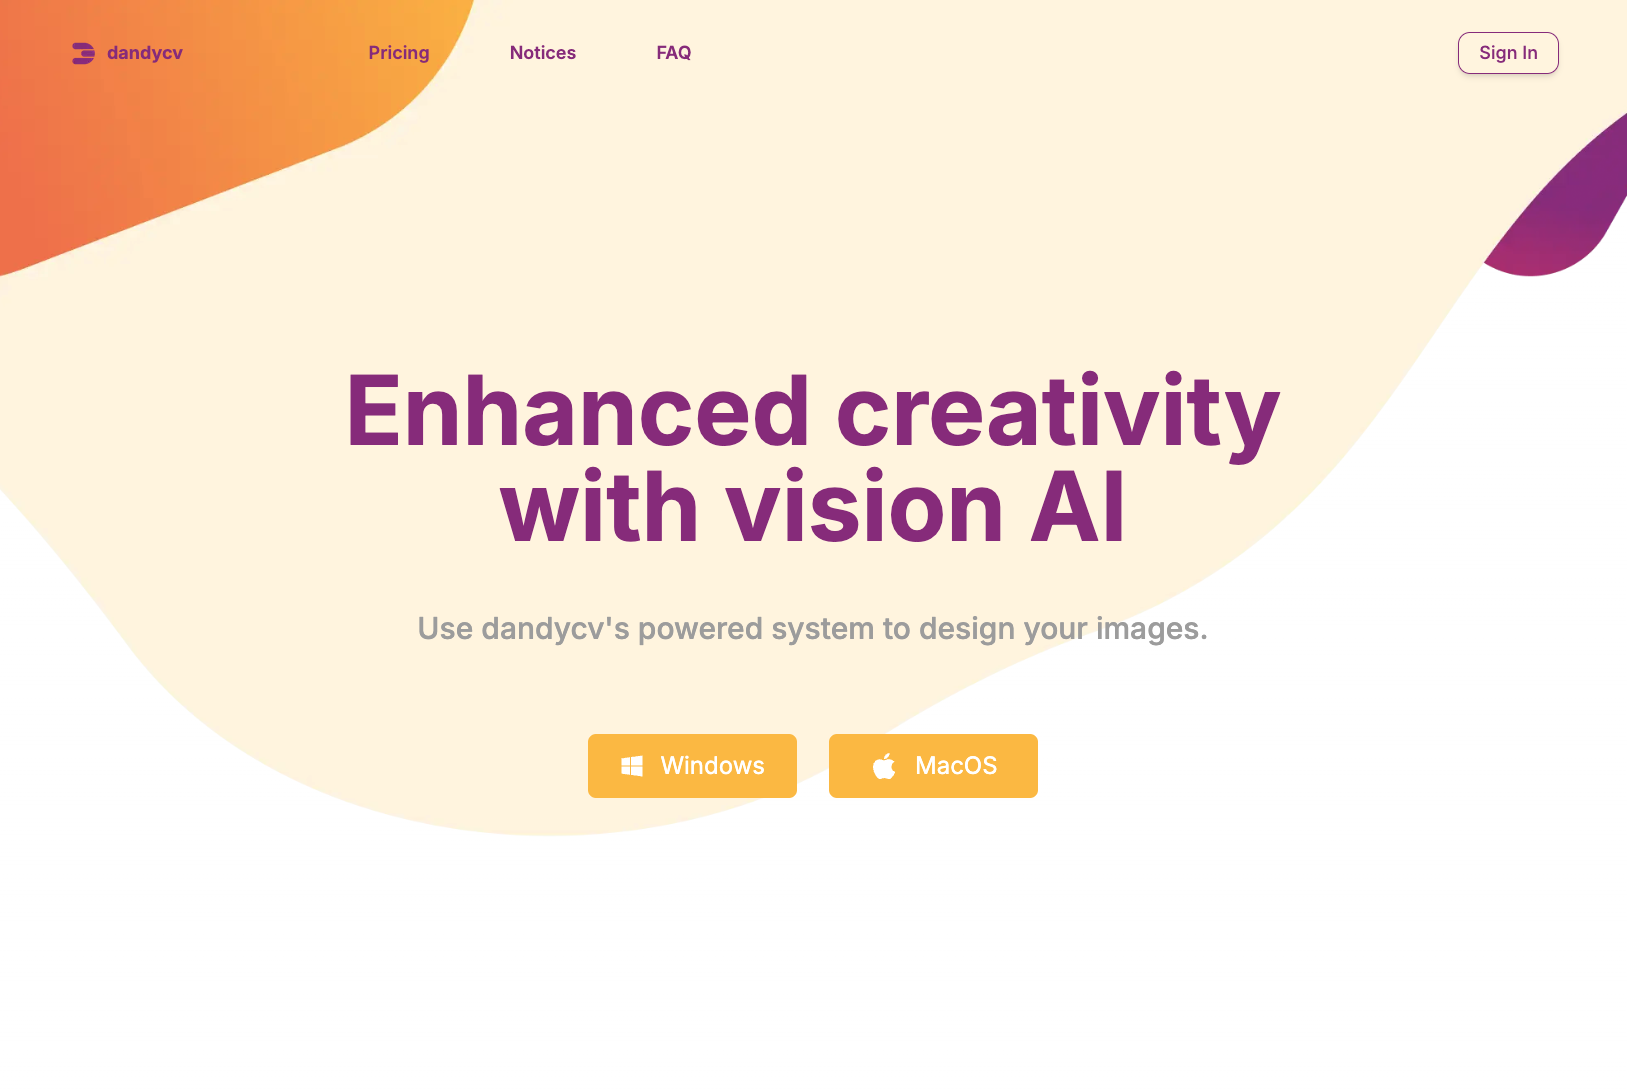 dandycv
Pricing
Notices
FAQ
Sign In
Enhanced creativity
with vision AI
Use dandycv's powered system to design your images.
Windows
MacOS